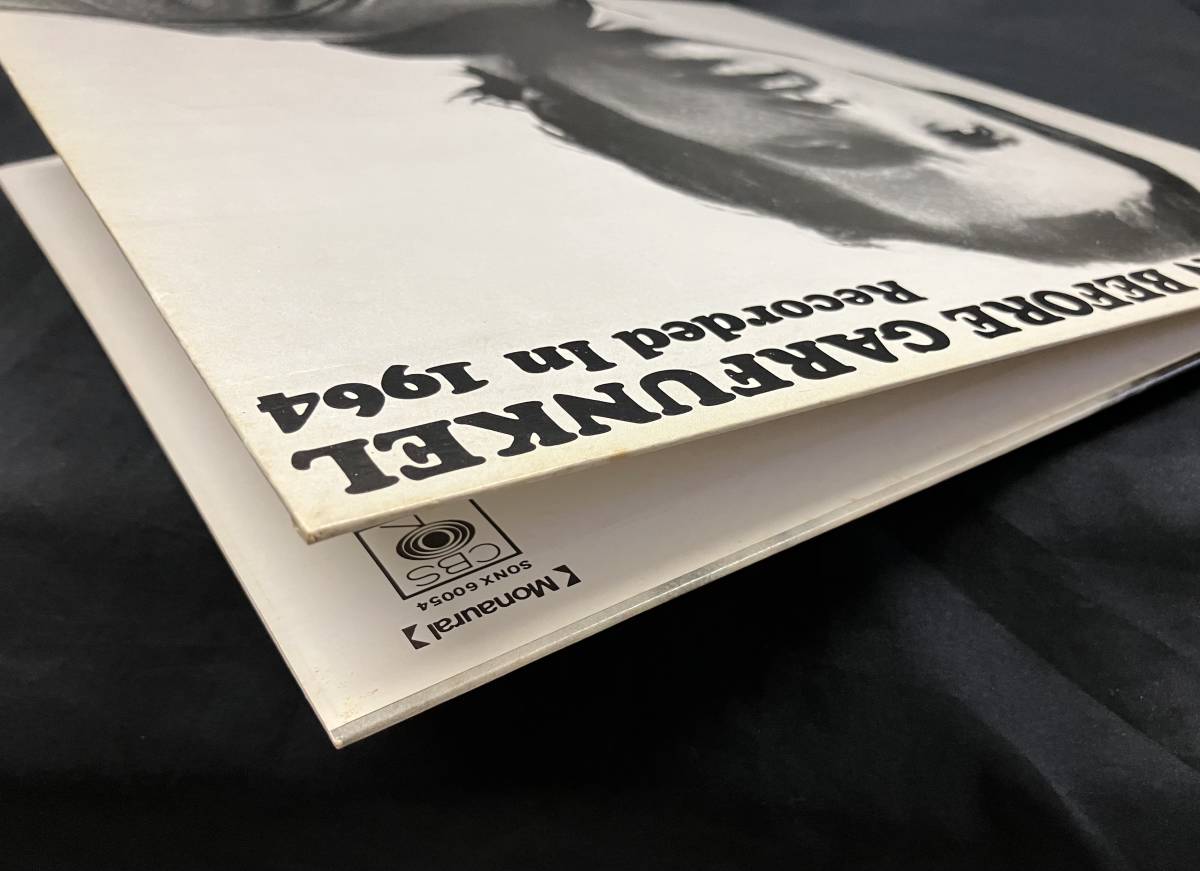 BEFORE GARFUNKEL
Recorded In 1964
CBS
SONX 60054
【Monaural】